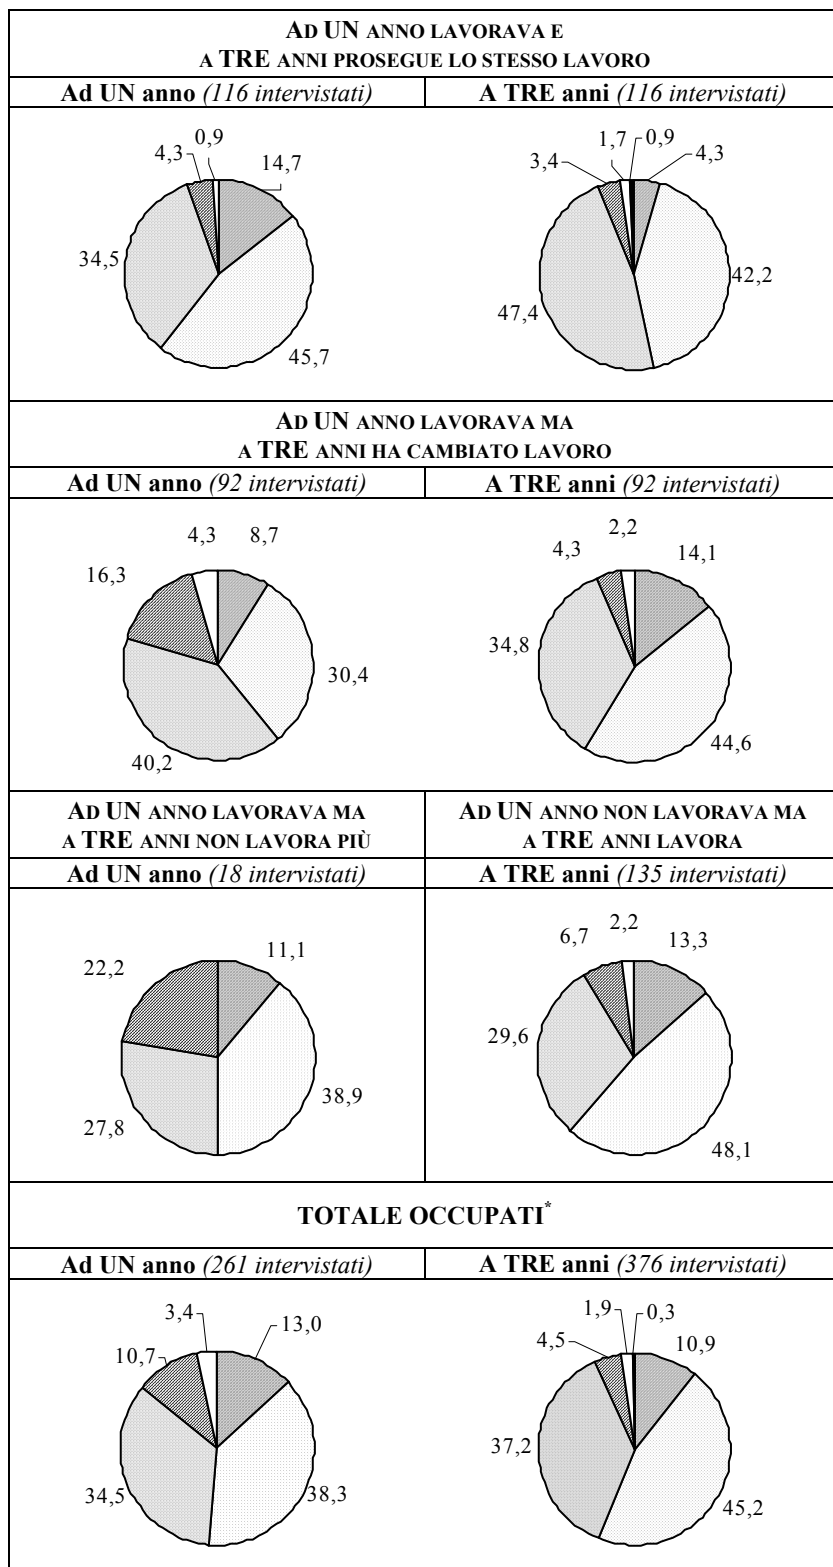 AD UN ANNO LAVORAVA E
A TRE ANNI PROSEGUE LO STESSO LAVORO
Ad UN anno (116 intervistati)
A TRE anni (116 intervistati)
0,9
4,3
14,7
34,5
45,7
1,7
0,9
4,3
3,4
42,2
47,4
AD UN ANNO LAVORAVA MA
A TRE ANNI HA CAMBIATO LAVORO
Ad UN anno (92 intervistati)
A TRE anni (92 intervistati)
4,3
8,7
16,3
30,4
40,2
2,2
4,3
14,1
34,8
44,6
AD UN ANNO LAVORAVA MA
A TRE ANNI NON LAVORA PIÙ
AD UN ANNO NON LAVORAVA MA
A TRE ANNI LAVORA
Ad UN anno (18 intervistati)
A TRE anni (135 intervistati)
22,2
11,1
38,9
27,8
2,2
6,7
13,3
29,6
48,1
TOTALE OCCUPATI*
Ad UN anno (261 intervistati)
A TRE anni (376 intervistati)
3,4
13,0
10,7
34,5
38,3
1,9
0,3
4,5
10,9
37,2
45,2